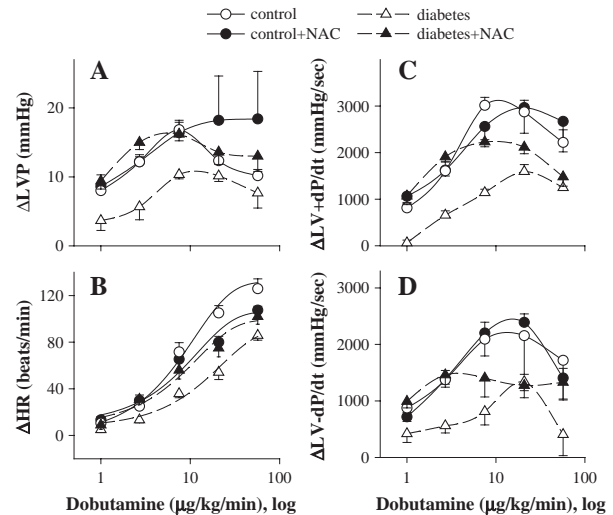 control
control+NAC
diabetes
diabetes+NAC
A
ΔLVP (mmHg)
20
10
0
B
ΔHR (beats/min)
120
80
40
0
1
10
100
Dobutamine (μg/kg/min), log
C
ΔLV+dP/dt (mmHg/sec)
3000
2000
1000
0
D
ΔLV-dP/dt (mmHg/sec)
3000
2000
1000
0
1
10
100
Dobutamine (μg/kg/min), log